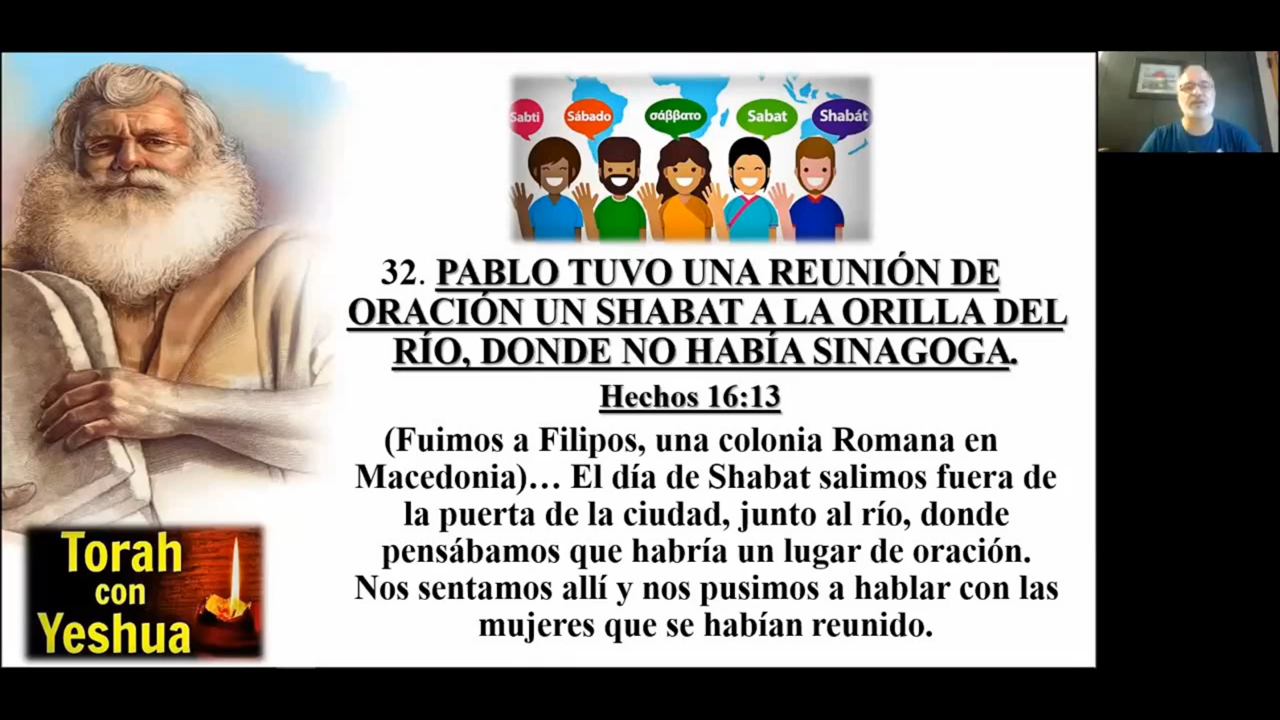 Sabti
Sábado
σάββατο
Sabat
Shabát
32. PABLO TUVO UNA REUNIÓN DE
ORACIÓN UN SHABAT A LA ORILLA DEL
RÍO, DONDE NO HABÍA SINAGOGA.
Hechos 16:13
(Fuimos a Filipos, una colonia Romana en
Macedonia)… El día de Shabat salimos fuera de
la puerta de la ciudad, junto al río, donde
pensábamos que habría un lugar de oración.
Nos sentamos allí y nos pusimos a hablar con las
mujeres que se habían reunido.
Torah
con
Yeshua